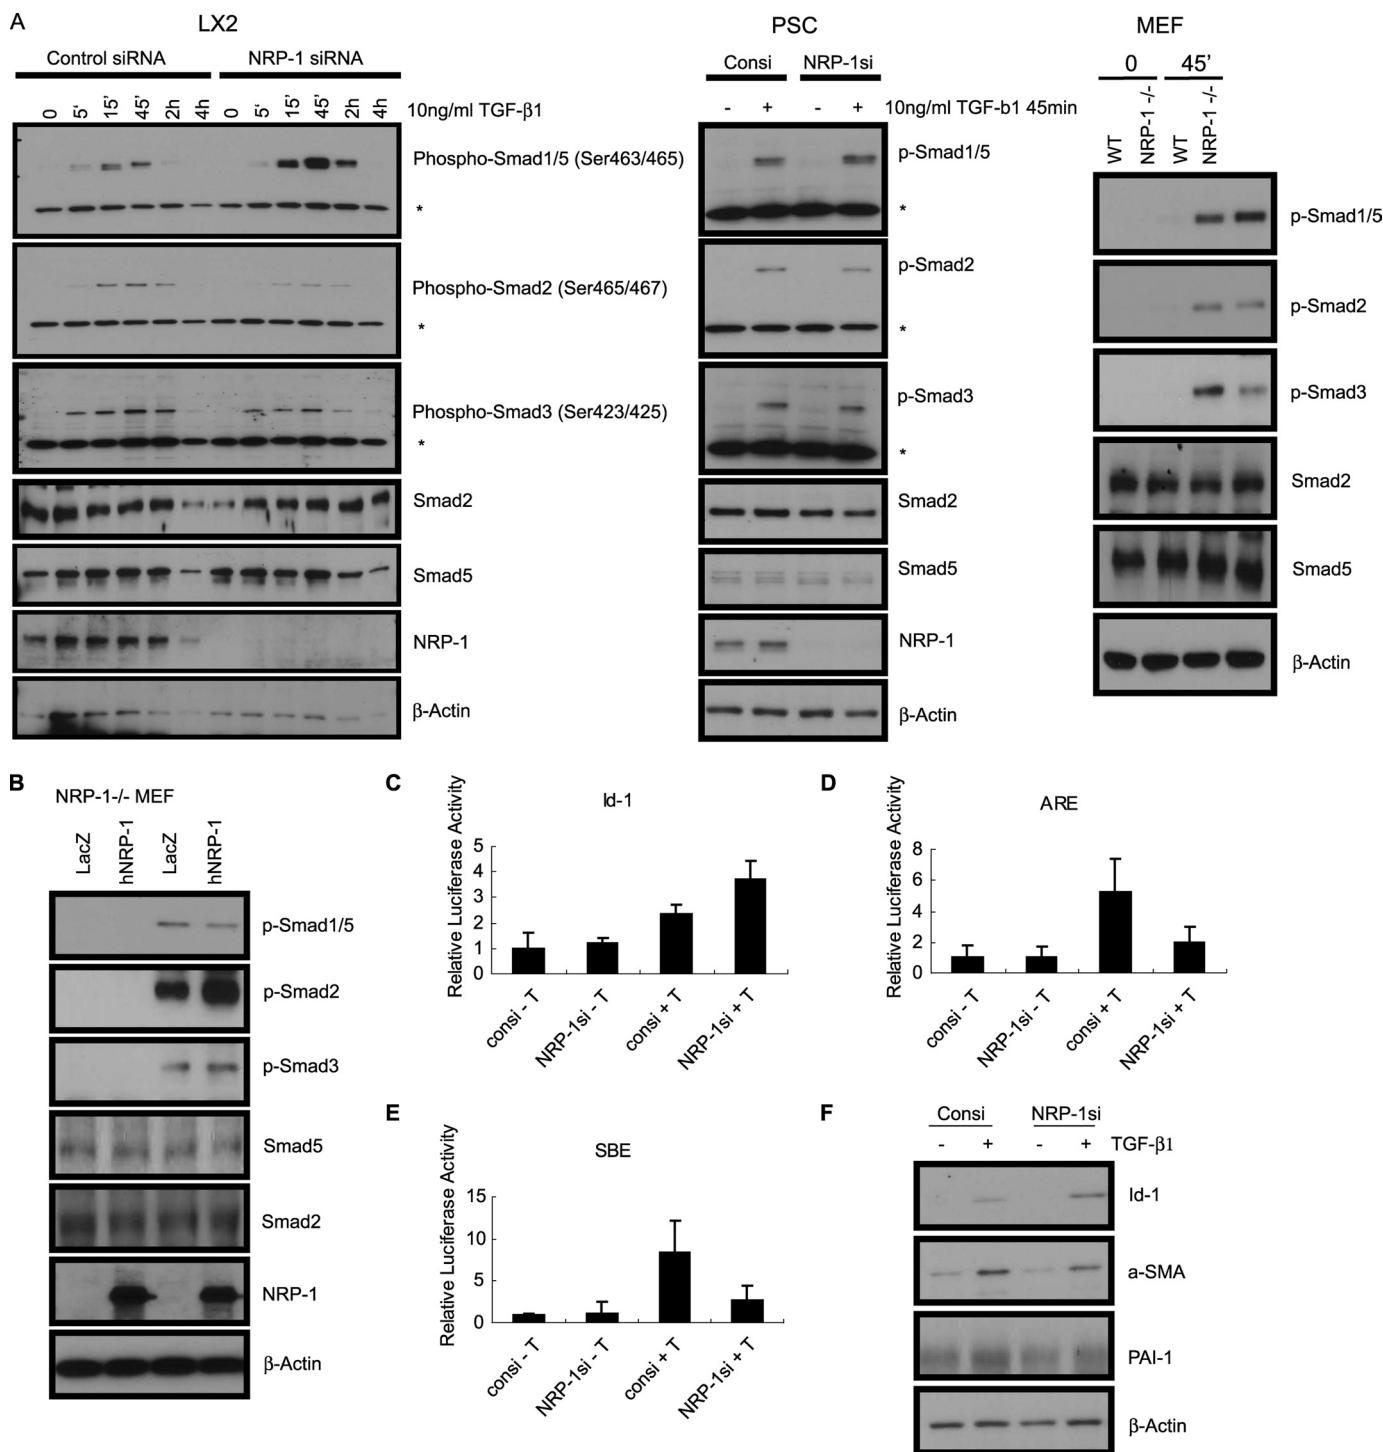 A
LX2
Control siRNA
NRP-1 siRNA
0 5' 15' 45' 2h 4h 0 5' 15' 45' 2h 4h
10ng/ml TGF-β1
Phospho-Smad1/5 (Ser463/465)
*
Phospho-Smad2 (Ser465/467)
*
Phospho-Smad3 (Ser423/425)
*
Smad2
Smad5
NRP-1
β-Actin
PSC
Consi
NRP-1si
- + - +
10ng/ml TGF-b1 45min
p-Smad1/5
*
p-Smad2
*
p-Smad3
*
Smad2
Smad5
NRP-1
β-Actin
MEF
0 45'
WT NRP-1 -/- WT NRP-1 -/-
p-Smad1/5
p-Smad2
p-Smad3
Smad2
Smad5
β-Actin
B
NRP-1-/- MEF
LacZ hNRP-1 LacZ hNRP-1
p-Smad1/5
p-Smad2
p-Smad3
Smad5
Smad2
NRP-1
β-Actin
C
Id-1
Relative Luciferase Activity
5
4
3
2
1
0
consi - T
NRP-1si - T
consi + T
NRP-1si + T
D
ARE
Relative Luciferase Activity
8
6
4
2
0
consi - T
NRP-1si - T
consi + T
NRP-1si + T
E
SBE
Relative Luciferase Activity
15
10
5
0
consi - T
NRP-1si - T
consi + T
NRP-1si + T
F
Consi
NRP-1si
- + - +
TGF-β1
Id-1
a-SMA
PAI-1
β-Actin